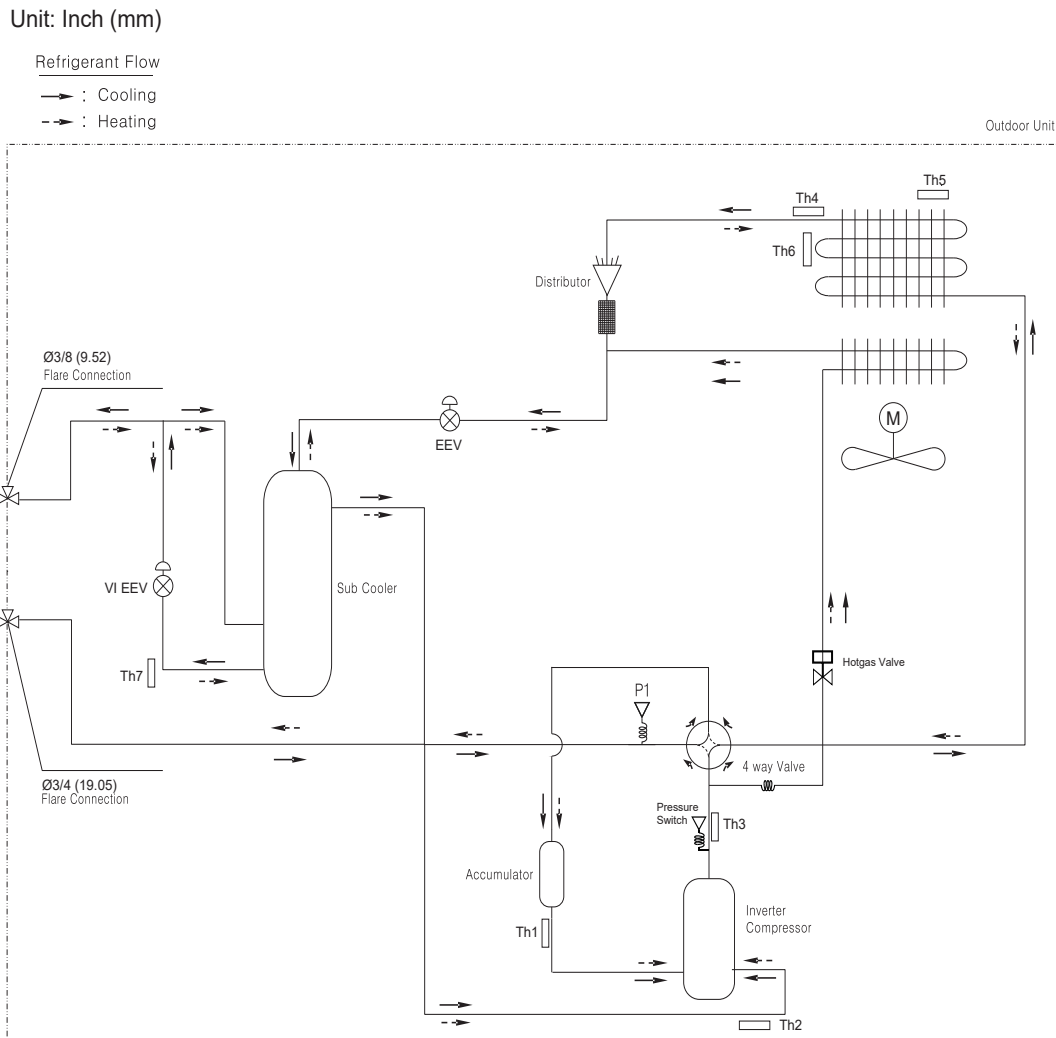 Unit: Inch (mm)
Refrigerant Flow
: Cooling
: Heating
Outdoor Unit
Th5
Th4
Th6
Distributor
Ø3/8 (9.52)
Flare Connection
M
EEV
VI EEV
Sub Cooler
Hotgas Valve
Th7
P1
4 way Valve
Ø3/4 (19.05)
Flare Connection
Pressure
Switch
Th3
Accumulator
Inverter
Compressor
Th1
Th2